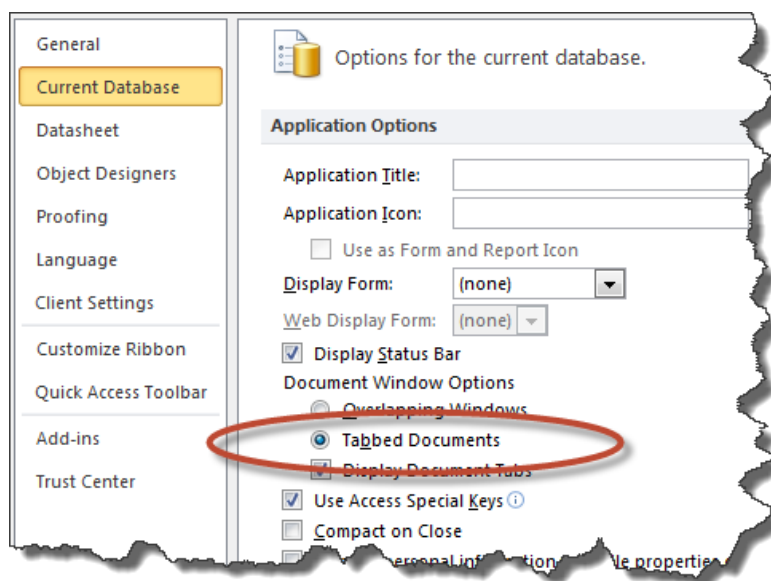 General
Current Database
Datasheet
Object Designers
Proofing
Language
Client Settings
Customize Ribbon
Quick Access Toolbar
Add-ins
Trust Center
Options for the current database.
Application Options
Application Title:
Application Icon:
Use as Form and Report Icon
Display Form: (none)
Web Display Form: (none)
Display Status Bar
Document Window Options
Overlapping Windows
Tabbed Documents
Display Document Tabs
Use Access Special Keys
Compact on Close
personal information properties